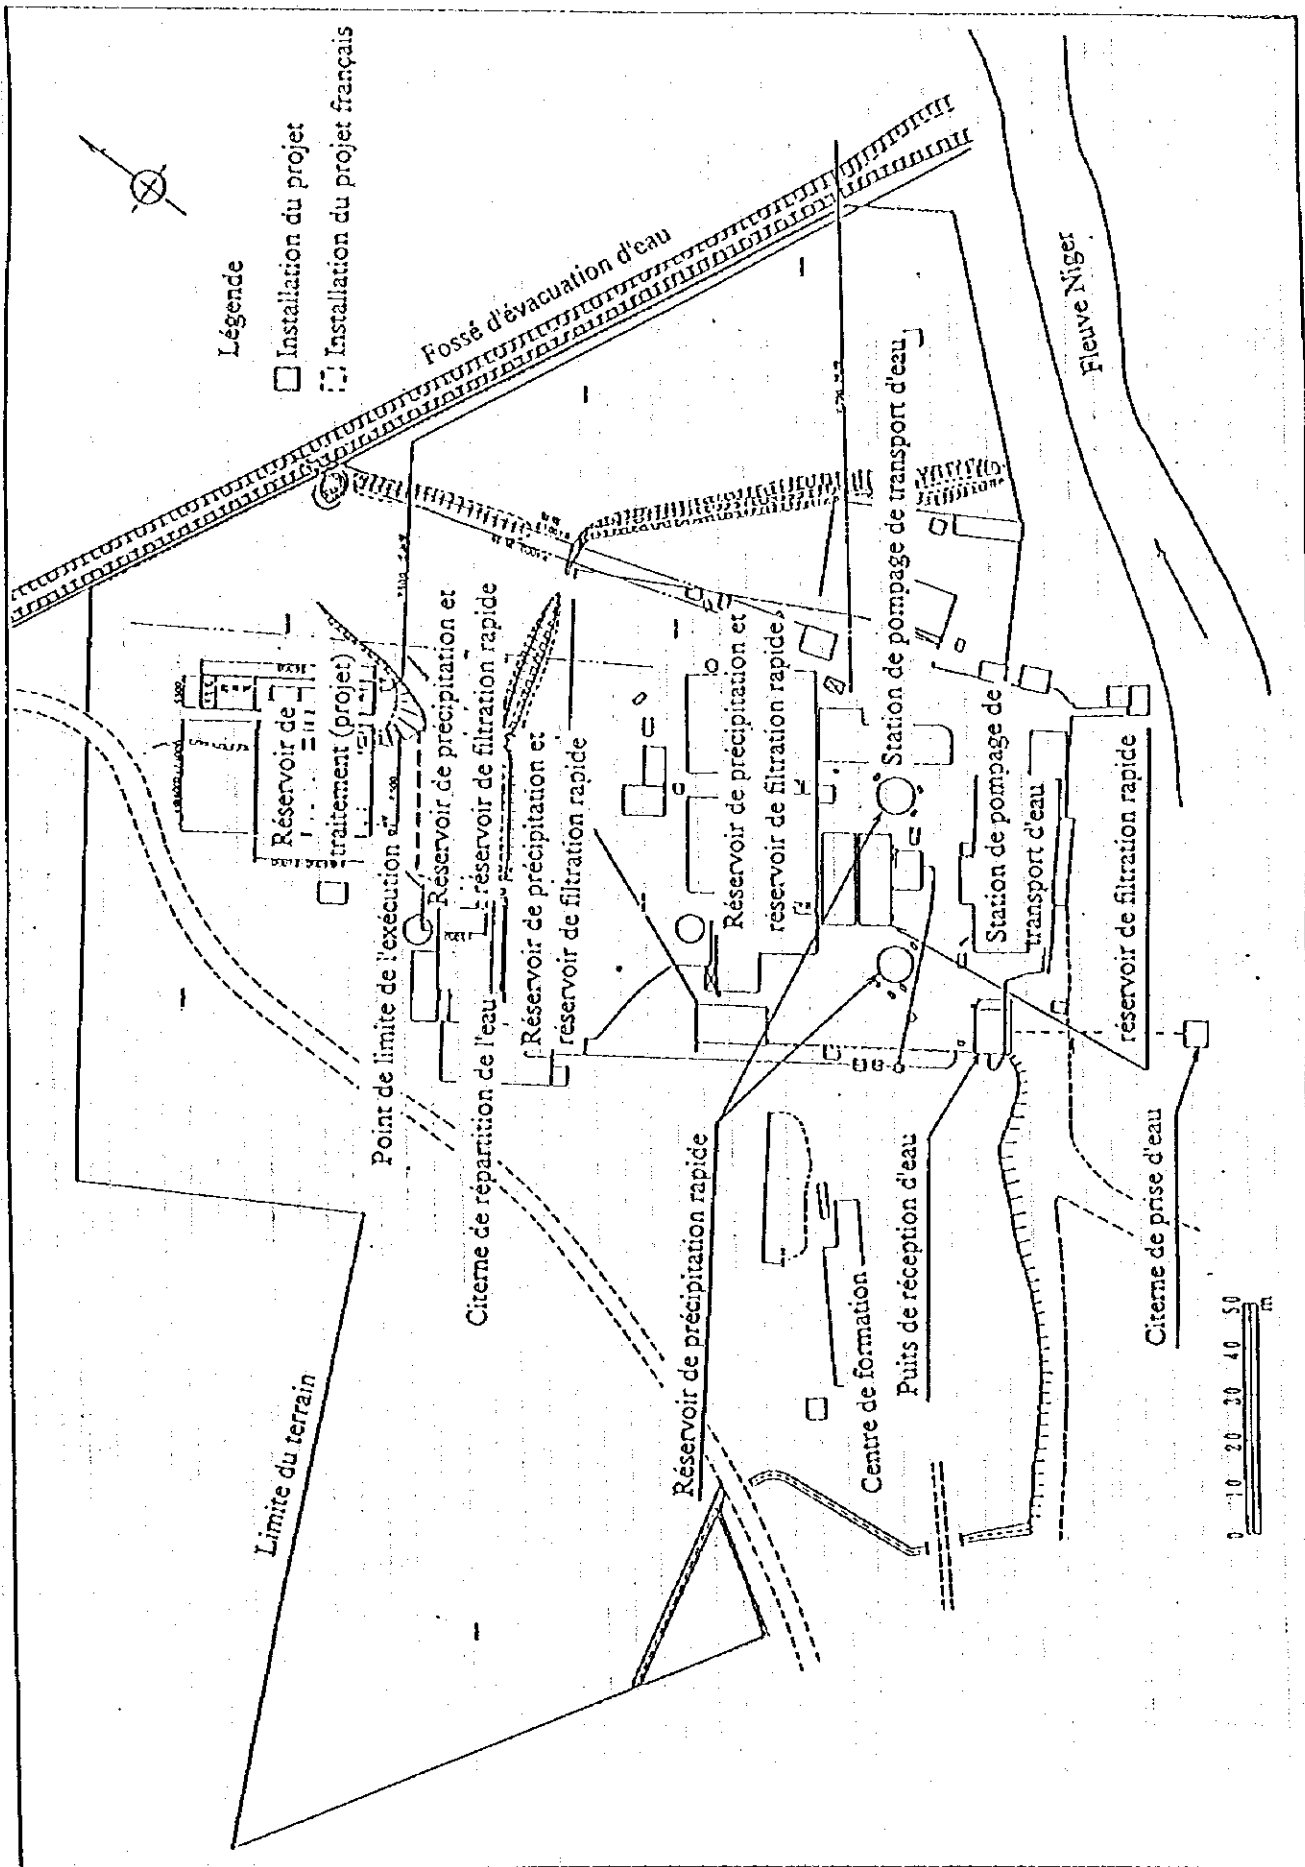 Légende
Installation du projet
Installation du projet français
Fossé d'évacuation d'eau
Fleuve Niger
Réservoir de
traitement (projet)
Point de limite de l'exécution
Réservoir de précipitation et
réservoir de filtration rapide
Citerne de répartition de l'eau
Réservoir de précipitation et
réservoir de filtration rapide
Réservoir de précipitation et
réservoir de filtration rapide
Station de pompage de transport d'eau
Station de pompage de
transport d'eau
réservoir de filtration rapide
Limite du terrain
Réservoir de précipitation rapide
Centre de formation
Puits de réception d'eau
Citerne de prise d'eau
0 10 20 30 40 50
m